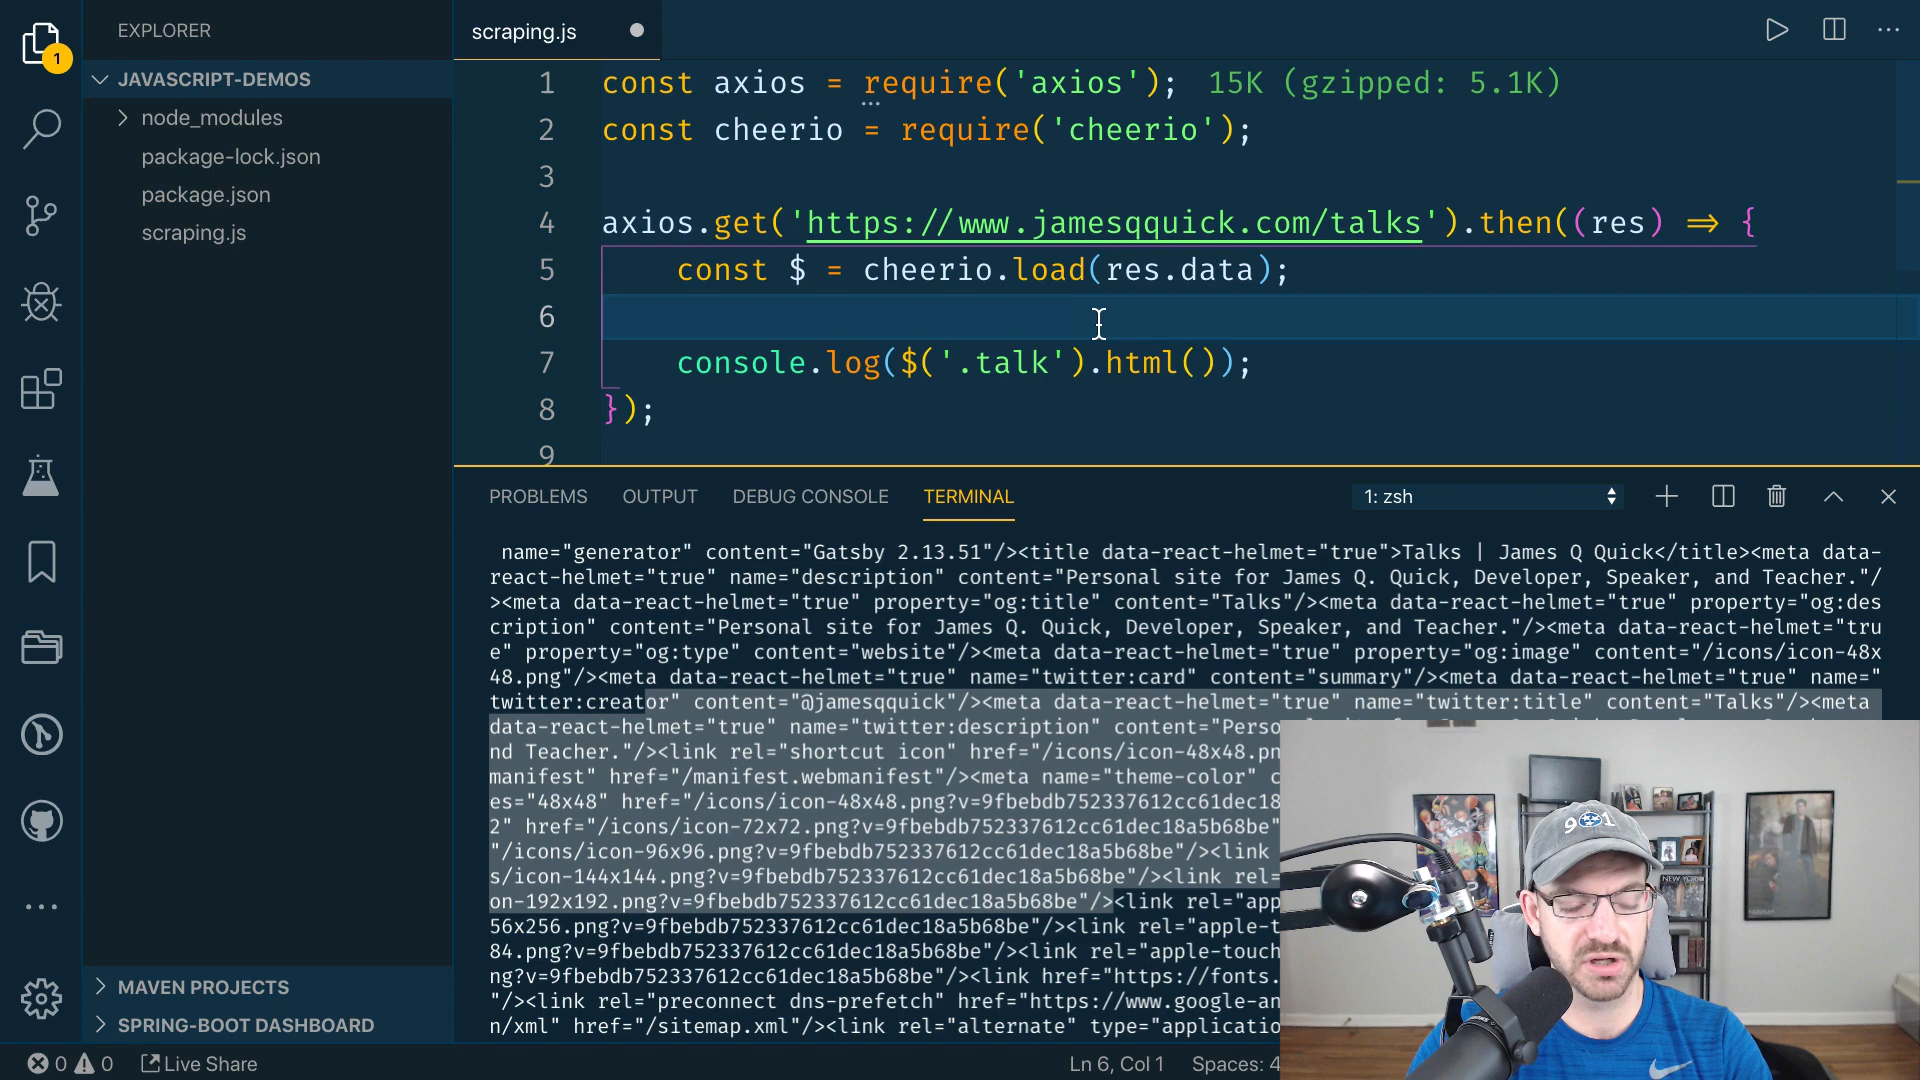 EXPLORER
scraping.js
1
JAVASCRIPT-DEMOS
node_modules
package-lock.json
package.json
scraping.js
1 const axios = require('axios'); 15K (gzipped: 5.1K)
2 const cheerio = require('cheerio');
3
4 axios.get('https://www.jamesqquick.com/talks').then((res) => {
5 const $ = cheerio.load(res.data);
6
7 console.log($('.talk').html());
8 });
9
PROBLEMS OUTPUT DEBUG CONSOLE TERMINAL 1: zsh
name="generator" content="Gatsby 2.13.51"/><title data-react-helmet="true">Talks | James Q Quick</title><meta data-
react-helmet="true" name="description" content="Personal site for James Q. Quick, Developer, Speaker, and Teacher."/
><meta data-react-helmet="true" property="og:title" content="Talks"/><meta data-react-helmet="true" property="og:des
cription" content="Personal site for James Q. Quick, Developer, Speaker, and Teacher."/><meta data-react-helmet="tru
e" property="og:type" content="website"/><meta data-react-helmet="true" property="og:image" content="/icons/icon-48x
48.png"/><meta data-react-helmet="true" name="twitter:card" content="summary"/><meta data-react-helmet="true" name="
twitter:creator" content="@jamesqquick"/><meta data-react-helmet="true" name="twitter:title" content="Talks"/><meta
data-react-helmet="true" name="twitter:description" content="Perso
nd Teacher."/><link rel="shortcut icon" href="/icons/icon-48x48.pn
manifest" href="/manifest.webmanifest"/><meta name="theme-color" c
es="48x48" href="/icons/icon-48x48.png?v=9fbebdb752337612cc61dec18
2" href="/icons/icon-72x72.png?v=9fbebdb752337612cc61dec18a5b68be"
"/icons/icon-96x96.png?v=9fbebdb752337612cc61dec18a5b68be"/><link
s/icon-144x144.png?v=9fbebdb752337612cc61dec18a5b68be"/><link rel=
on-192x192.png?v=9fbebdb752337612cc61dec18a5b68be"/><link rel="app
56x256.png?v=9fbebdb752337612cc61dec18a5b68be"/><link rel="apple-t
84.png?v=9fbebdb752337612cc61dec18a5b68be"/><link rel="apple-touch
ng?v=9fbebdb752337612cc61dec18a5b68be"/><link href="https://fonts.
"/><link rel="preconnect dns-prefetch" href="https://www.google-an
n/xml" href="/sitemap.xml"/><link rel="alternate" type="applicatio
901
NEW YORK
MAVEN PROJECTS
SPRING-BOOT DASHBOARD
0 0 Live Share Ln 6, Col 1 Spaces: 4